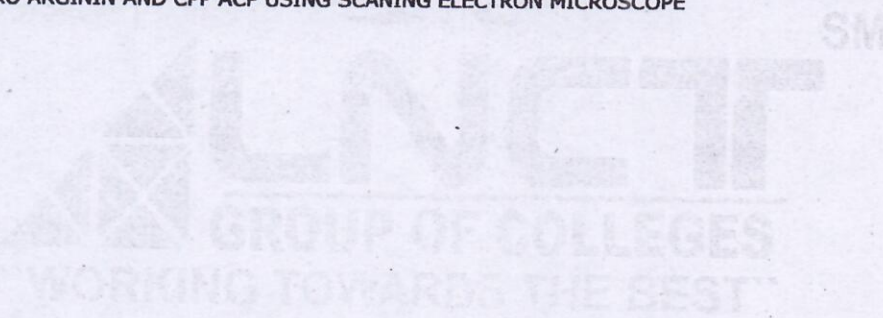 ARGININ AND CPP ACP USING SCANING ELECTRON MICROSCOPE
SM
LNCT
GROUP OF COLLEGES
"WORKING TOWARDS THE BEST"